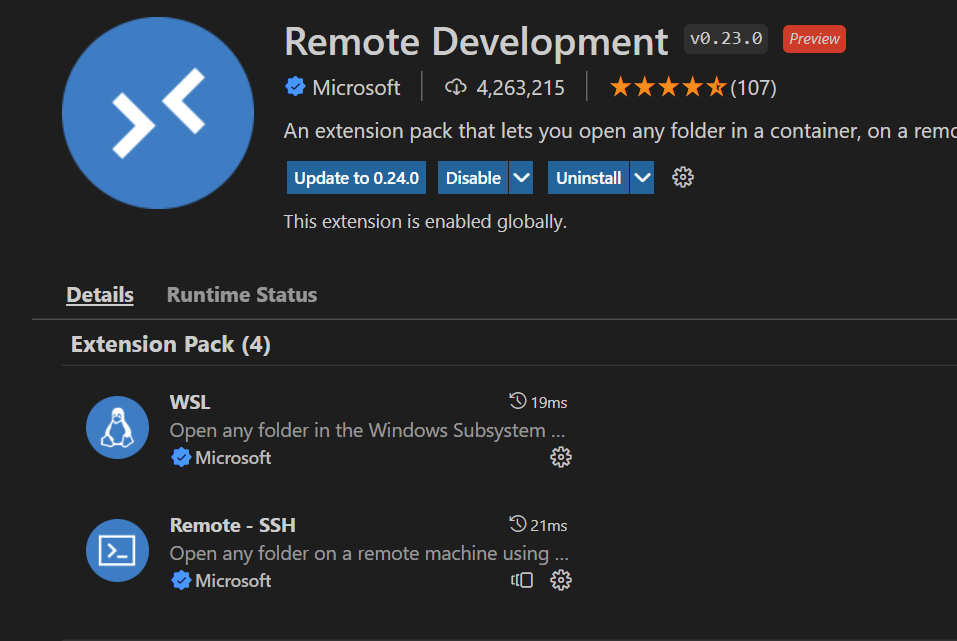 Remote Development v0.23.0 Preview
Microsoft 4,263,215 (107)
An extension pack that lets you open any folder in a container, on a
Update to 0.24.0 Disable Uninstall
This extension is enabled globally.
Details Runtime Status
Extension Pack (4)
WSL 19ms
Open any folder in the Windows Subsystem ...
Microsoft
Remote - SSH 21ms
Open any folder on a remote machine using ...
Microsoft